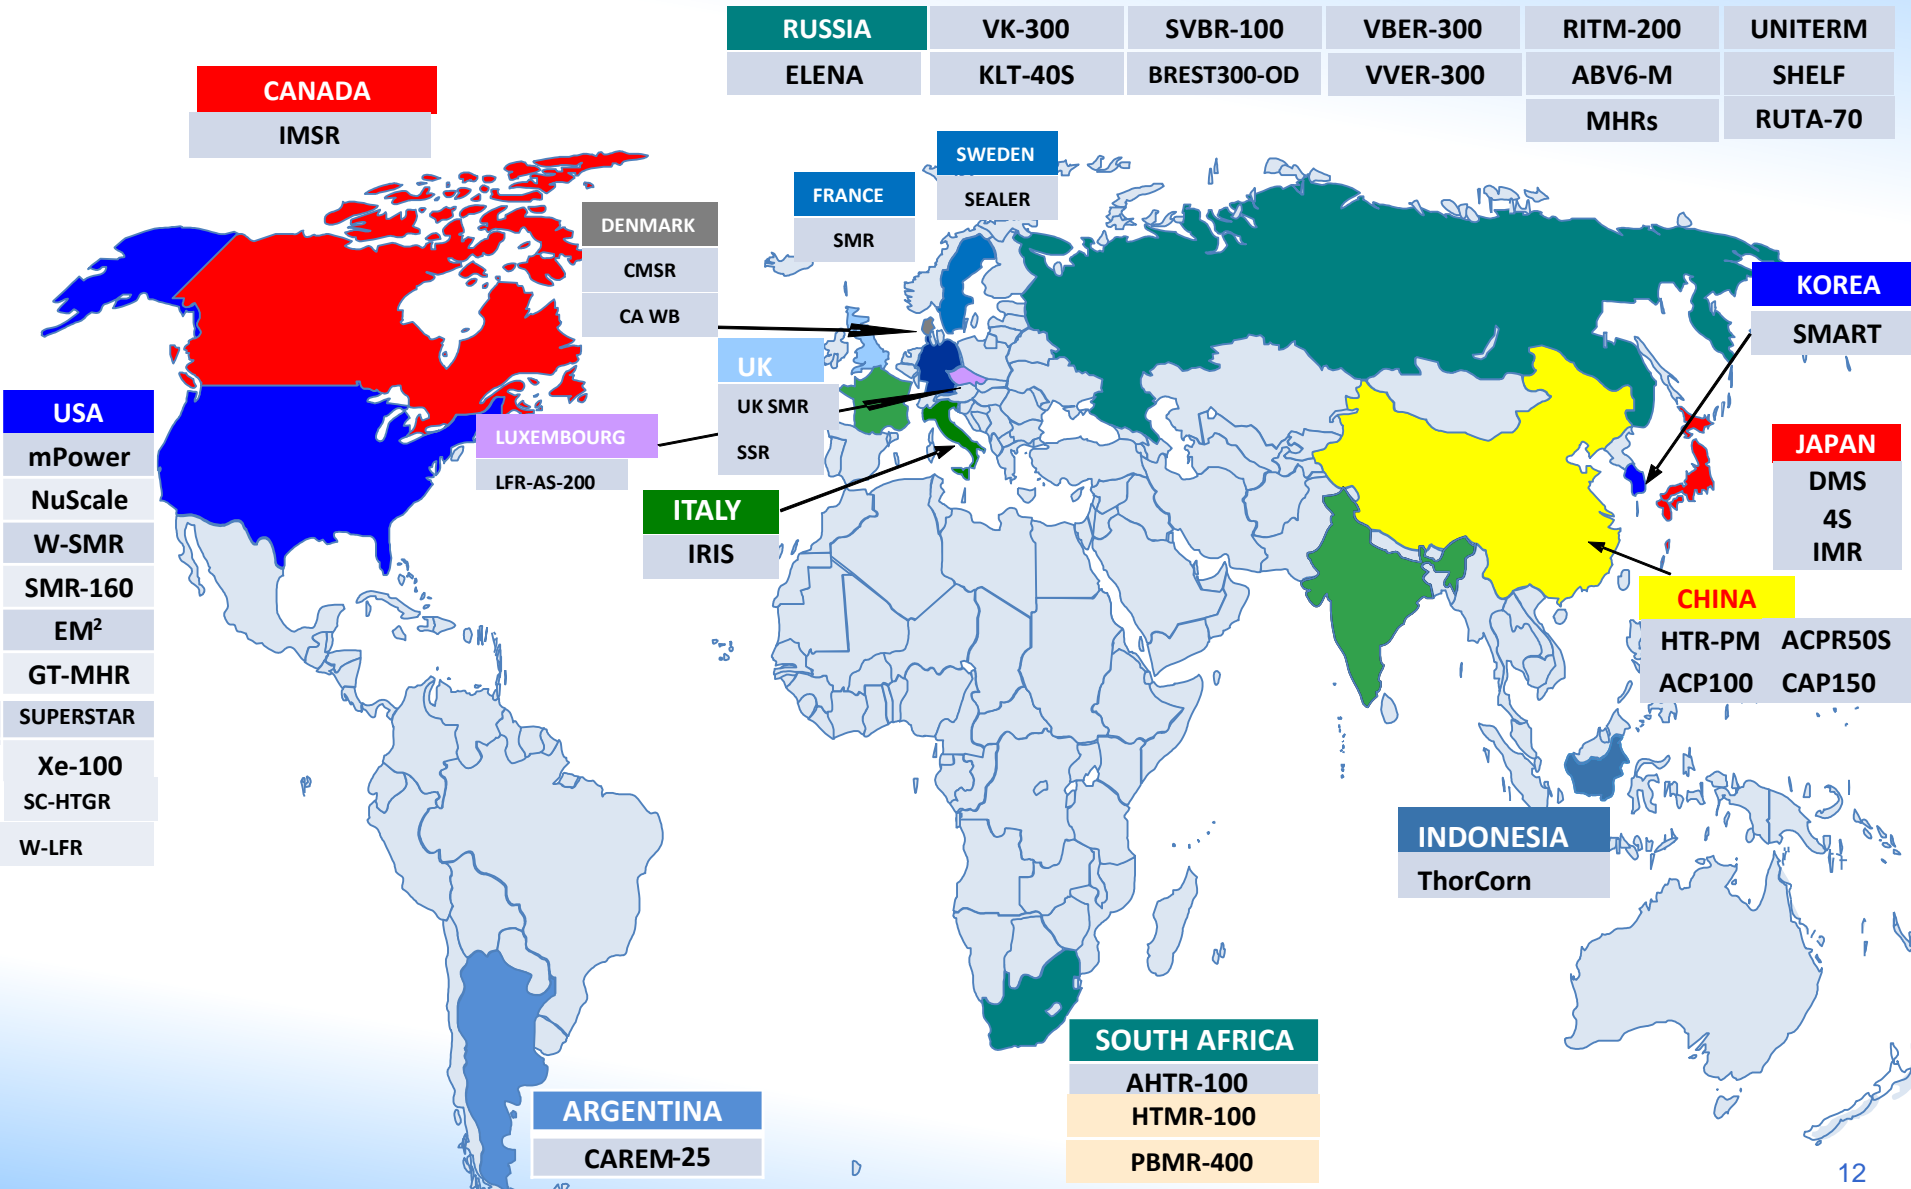 RUSSIA VK-300 SVBR-100 VBER-300 RITM-200 UNITERM
ELENA KLT-40S BREST300-OD VVER-300 ABV6-M SHELF
MHRs RUTA-70
CANADA
IMSR
SWEDEN
SEALER
FRANCE
SMR
DENMARK
CMSR
CA WB
KOREA
SMART
UK
UK SMR
SSR
USA
mPower
NuScale
W-SMR
SMR-160
EM²
GT-MHR
SUPERSTAR
Xe-100
SC-HTGR
W-LFR
LUXEMBOURG
LFR-AS-200
ITALY
IRIS
JAPAN
DMS
4S
IMR
CHINA
HTR-PM ACPR50S
ACP100 CAP150
INDONESIA
ThorCorn
SOUTH AFRICA
AHTR-100
HTMR-100
PBMR-400
ARGENTINA
CAREM-25
12